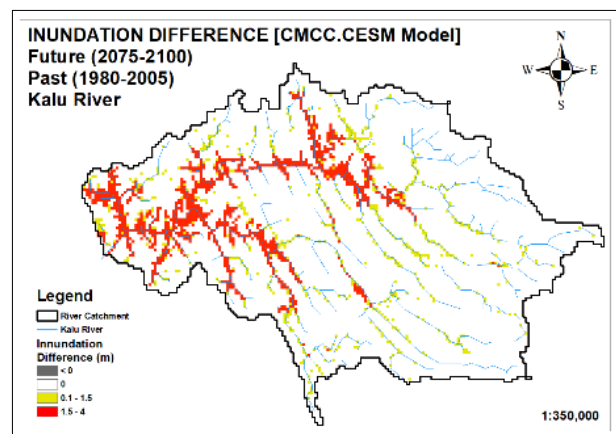 INUNDATION DIFFERENCE [CMCC.CESM Model]
Future (2075-2100)
Past (1980-2005)
Kalu River
N
W E
S
Legend
River Catchment
Kalu River
Innundation
Difference (m)
< 0
0
0.1 - 1.5
1.5 - 4
1:350,000